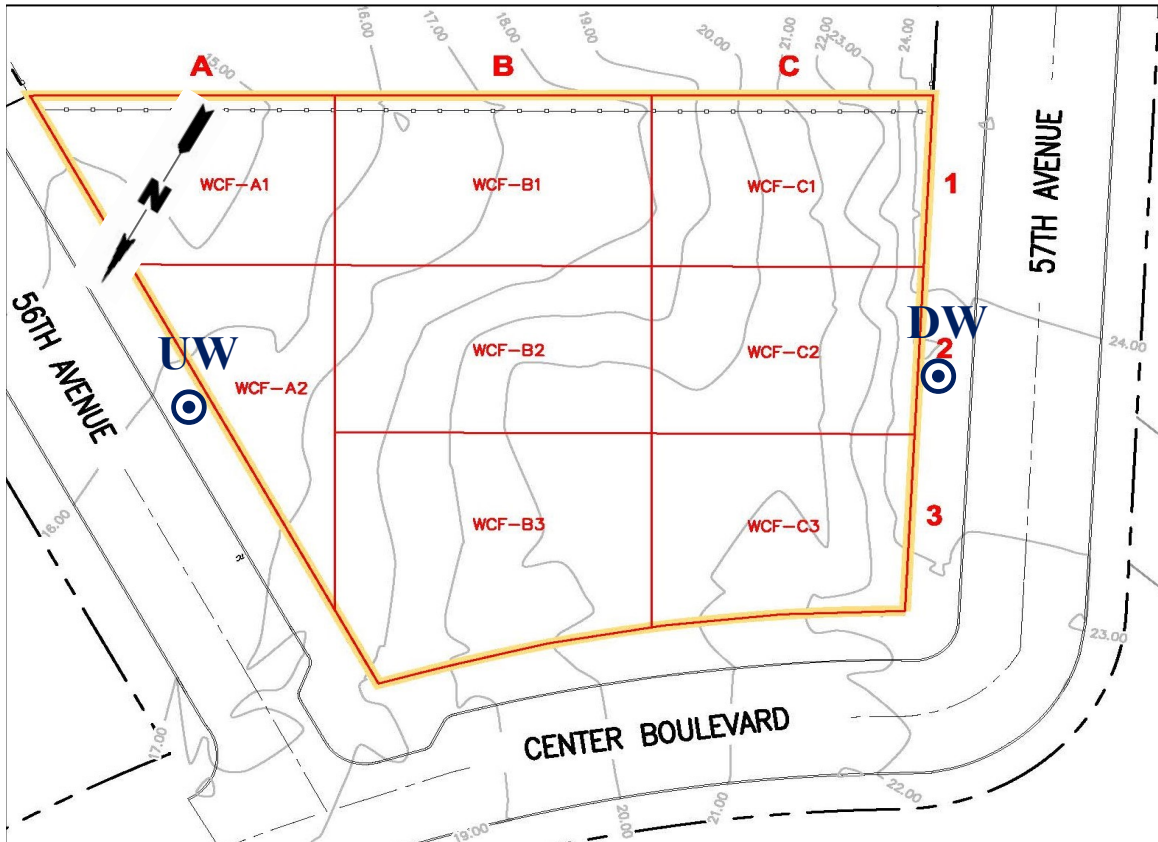 16.00
17.00
18.00
19.00
20.00
21.00
22.00
23.00
24.00
15.00
A
B
C
N
WCF-A1
WCF-B1
WCF-C1
1
57TH AVENUE
56TH AVENUE
UW
WCF-A2
WCF-B2
WCF-C2
DW
2
24.00
16.00
WCF-B3
WCF-C3
3
23.00
17.00
CENTER BOULEVARD
22.00
21.00
20.00
19.00